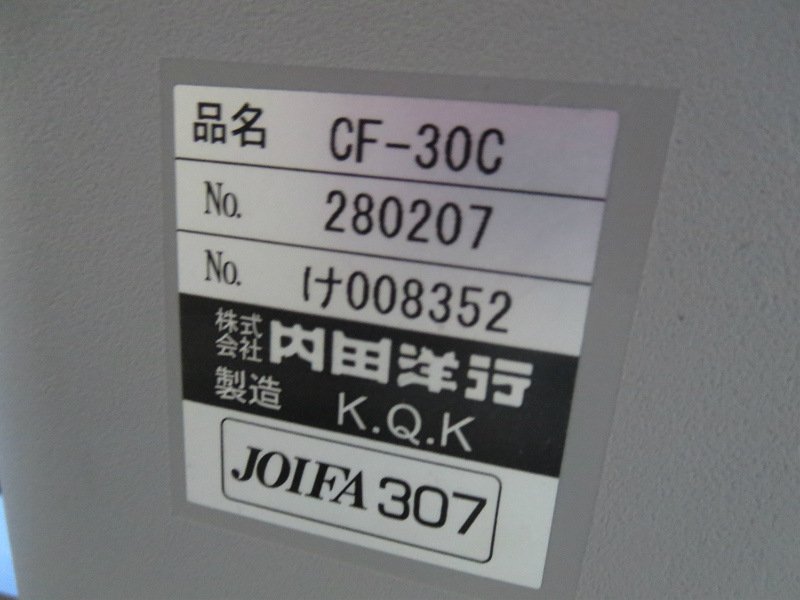 品名 CF-30C
No. 280207
No. け008352
株式会社 内田洋行
製造 K.Q.K
JOIFA 307